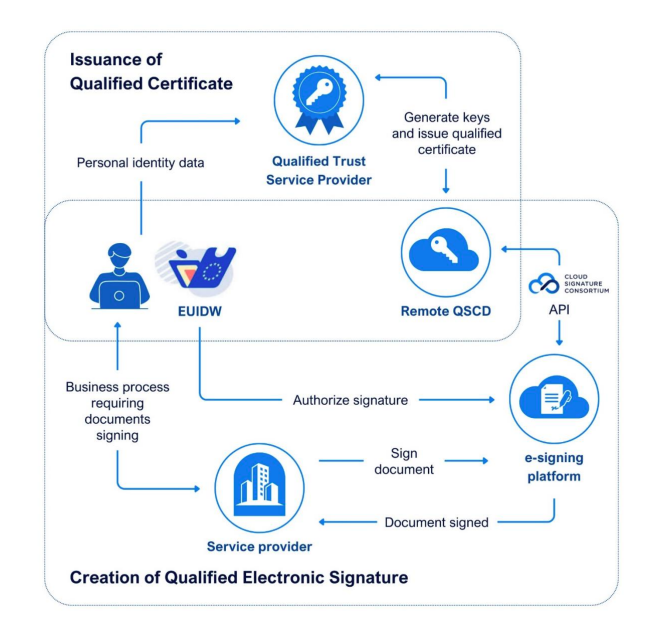 Issuance of
Qualified Certificate
Generate keys
and issue qualified
certificate
Personal identity data
Qualified Trust
Service Provider
CLOUD
SIGNATURE
CONSORTIUM
API
EUIDW
Remote QSCD
Business process
requiring
documents
signing
Authorize signature
Sign
document
e-signing
platform
Document signed
Service provider
Creation of Qualified Electronic Signature